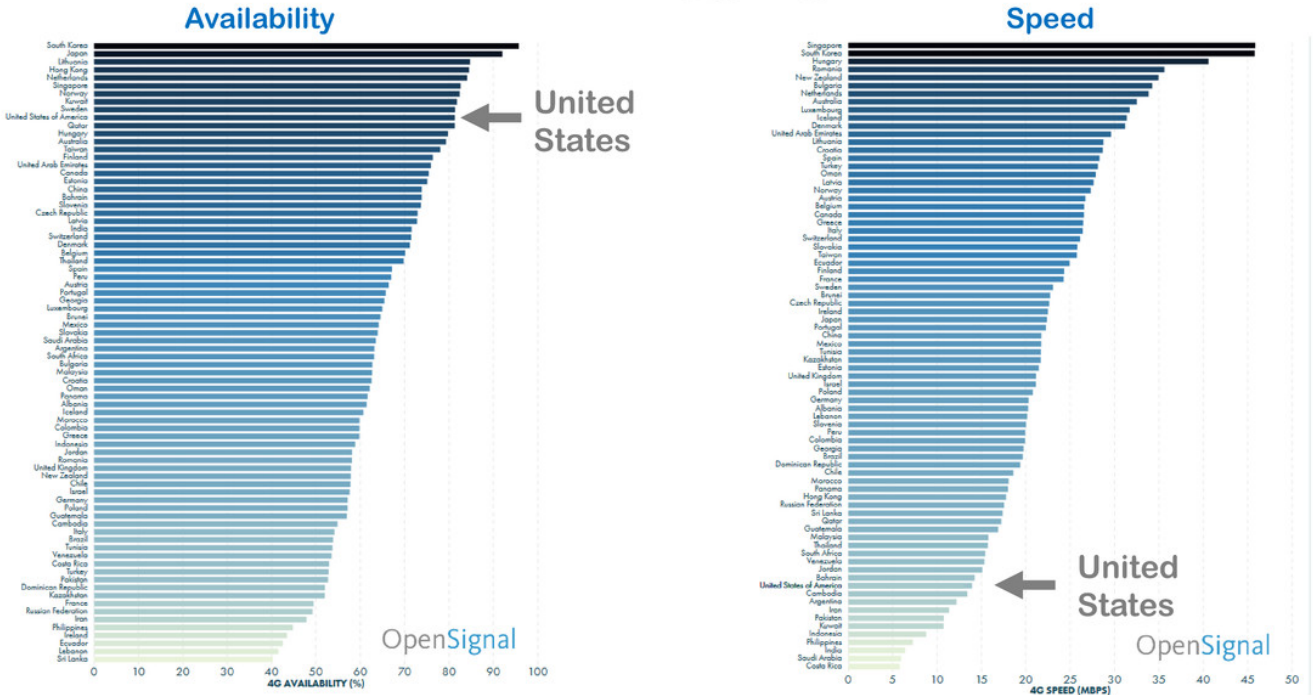 Availability
South Korea
Japan
Lithuania
Hong Kong
Netherlands
Singapore
Norway
Kuwait
Sweden
United States of America
Qatar
Hungary
Australia
Taiwan
Finland
United Arab Emirates
Canada
Estonia
China
Bahrain
Slovenia
Czech Republic
Latvia
India
Switzerland
Denmark
Belgium
Thailand
Spain
Peru
Austria
Portugal
Georgia
Luxembourg
Brunei
Mexico
Slovakia
Saudi Arabia
Argentina
South Africa
Bulgaria
Malaysia
Croatia
Oman
Panama
Albania
Iceland
Morocco
Colombia
Greece
Indonesia
Jordan
Romania
United Kingdom
New Zealand
Chile
Israel
Germany
Poland
Guatemala
Cambodia
Italy
Brazil
Tunisia
Venezuela
Costa Rica
Turkey
Pakistan
Dominican Republic
Kazakhstan
France
Russian Federation
Iran
Philippines
Ireland
Ecuador
Lebanon
Sri Lanka
0 10 20 30 40 50 60 70 80 90 100
4G AVAILABILITY (%)
United
States
OpenSignal
Speed
Singapore
South Korea
Hungary
Romania
New Zealand
Bulgaria
Netherlands
Australia
Luxembourg
Iceland
Denmark
United Arab Emirates
Lithuania
Croatia
Spain
Turkey
Oman
Latvia
Norway
Austria
Belgium
Canada
Greece
Italy
Switzerland
Slovakia
Taiwan
Ecuador
Finland
France
Sweden
Brunei
Czech Republic
Ireland
Japan
Portugal
China
Mexico
Tunisia
Kazakhstan
Estonia
United Kingdom
Israel
Poland
Germany
Albania
Lebanon
Slovenia
Peru
Colombia
Georgia
Brazil
Dominican Republic
Chile
Morocco
Panama
Hong Kong
Russian Federation
Sri Lanka
Qatar
Guatemala
Malaysia
Thailand
South Africa
Venezuela
Jordan
Bahrain
United States of America
Cambodia
Argentina
Iran
Pakistan
Kuwait
Indonesia
Philippines
India
Saudi Arabia
Costa Rica
0 5 10 15 20 25 30 35 40 45 50
4G SPEED (MBPS)
United
States
OpenSignal